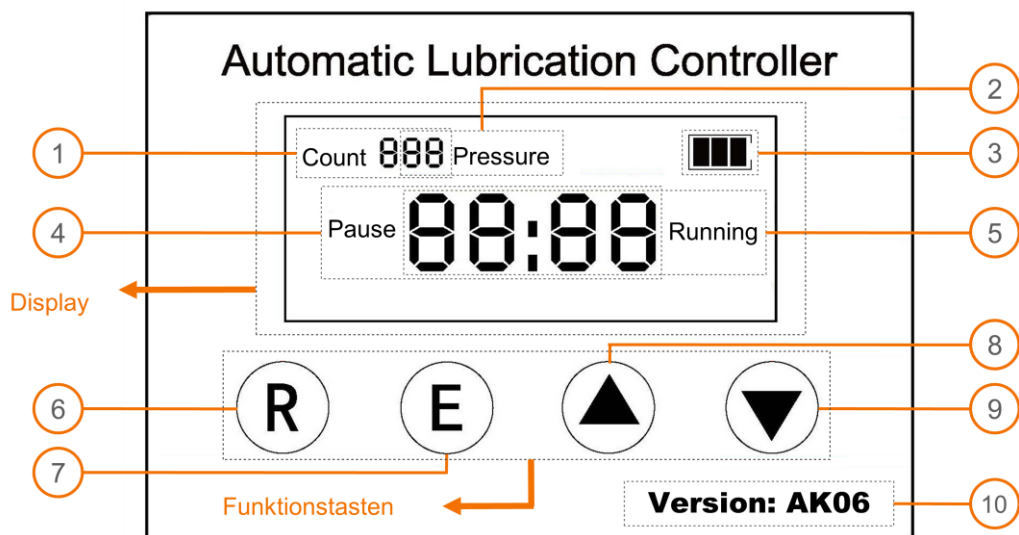 Automatic Lubrication Controller
2
1
Count 888 Pressure
3
4
Pause 88:88 Running
5
Display
8
R E
6
9
7
Funktionstasten
Version: AK06
10